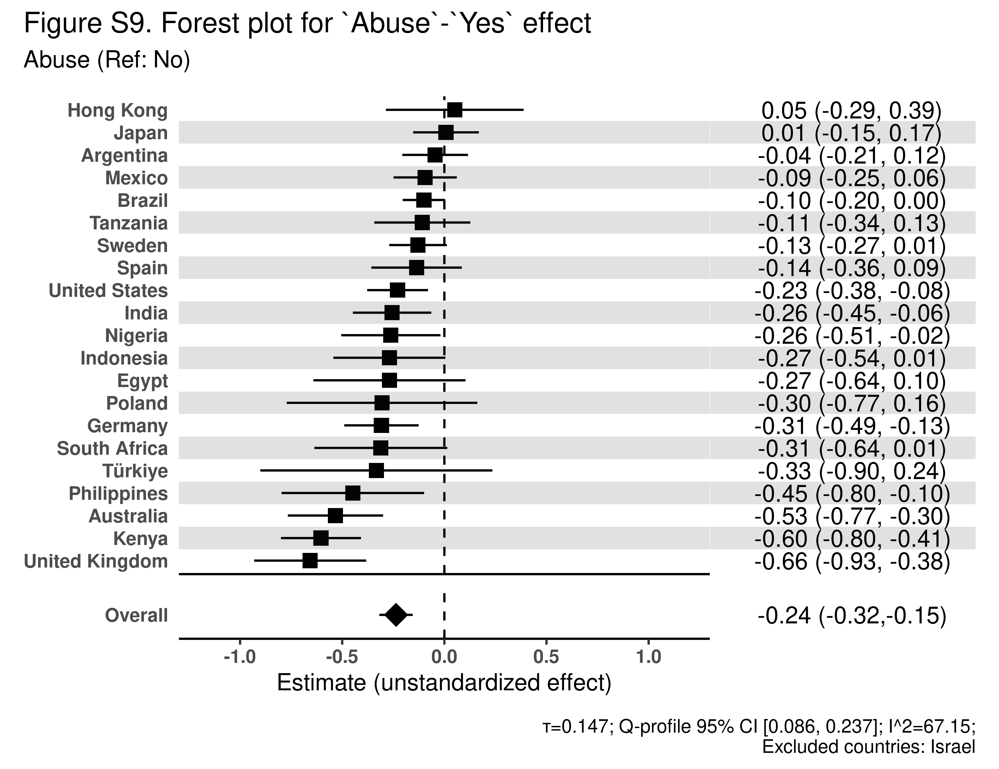 Figure S9. Forest plot for `Abuse`-`Yes` effect
Abuse (Ref: No)
Hong Kong 0.05 (-0.29, 0.39)
Japan 0.01 (-0.15, 0.17)
Argentina -0.04 (-0.21, 0.12)
Mexico -0.09 (-0.25, 0.06)
Brazil -0.10 (-0.20, 0.00)
Tanzania -0.11 (-0.34, 0.13)
Sweden -0.13 (-0.27, 0.01)
Spain -0.14 (-0.36, 0.09)
United States -0.23 (-0.38, -0.08)
India -0.26 (-0.45, -0.06)
Nigeria -0.26 (-0.51, -0.02)
Indonesia -0.27 (-0.54, 0.01)
Egypt -0.27 (-0.64, 0.10)
Poland -0.30 (-0.77, 0.16)
Germany -0.31 (-0.49, -0.13)
South Africa -0.31 (-0.64, 0.01)
Türkiye -0.33 (-0.90, 0.24)
Philippines -0.45 (-0.80, -0.10)
Australia -0.53 (-0.77, -0.30)
Kenya -0.60 (-0.80, -0.41)
United Kingdom -0.66 (-0.93, -0.38)
Overall -0.24 (-0.32,-0.15)
-1.0 -0.5 0.0 0.5 1.0
Estimate (unstandardized effect)
τ=0.147; Q-profile 95% CI [0.086, 0.237]; I^2=67.15;
Excluded countries: Israel